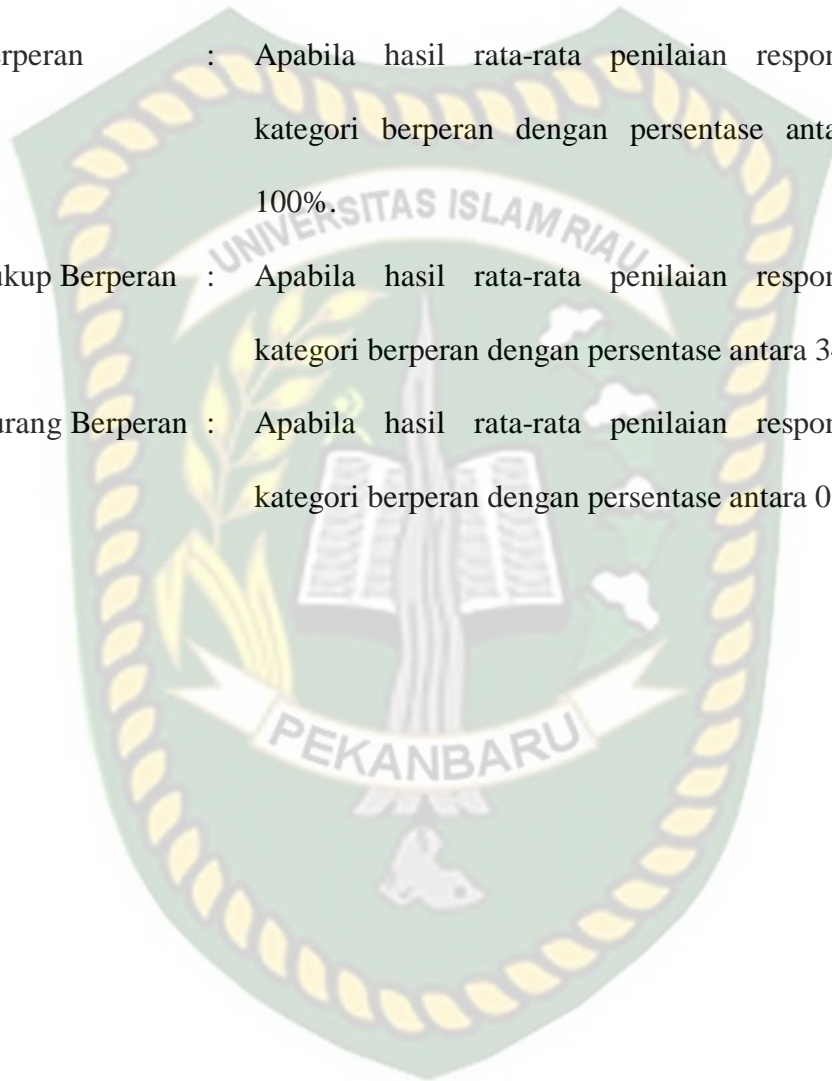 erperan : Apabila hasil rata-rata penilaian respon
kategori berperan dengan persentase anta
100%.
UNIVERSITAS ISLAM RIAU
ukup Berperan : Apabila hasil rata-rata penilaian respon
kategori berperan dengan persentase antara 3
urang Berperan : Apabila hasil rata-rata penilaian respon
kategori berperan dengan persentase antara 0
PEKANBARU